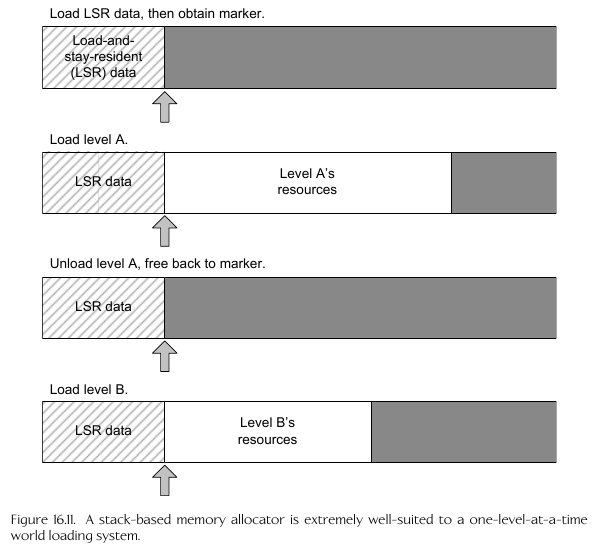 Load LSR data, then obtain marker.
Load-and-
stay-resident
(LSR) data
Load level A.
LSR data
Level A's
resources
Unload level A, free back to marker.
LSR data
Load level B.
LSR data
Level B's
resources
Figure 16.11. A stack-based memory allocator is extremely well-suited to a one-level-at-a-time
world loading system.